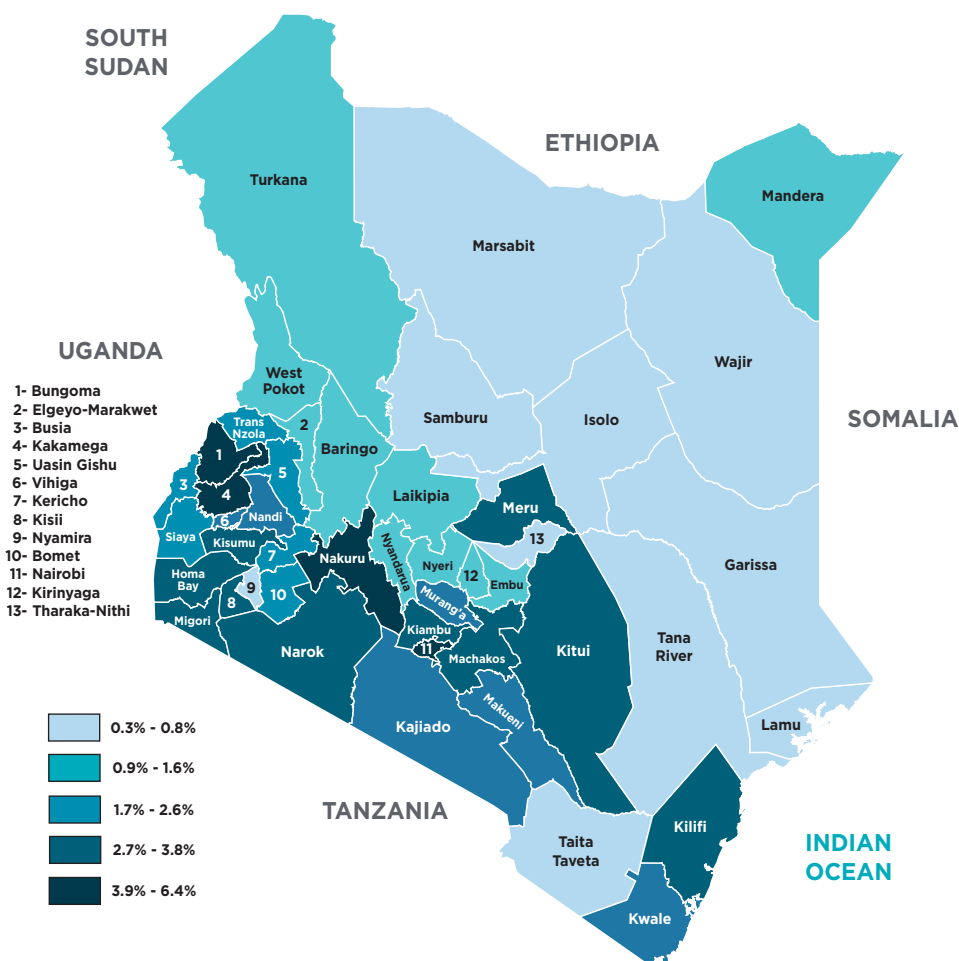 SOUTH
SUDAN
ETHIOPIA
Turkana
Mandera
Marsabit
UGANDA
Wajir
West
Pokot
1- Bungoma
2- Elgeyo-Marakwet
3- Busia
4- Kakamega
5- Uasin Gishu
6- Vihiga
7- Kericho
8- Kisii
9- Nyamira
10- Bomet
11- Nairobi
12- Kirinyaga
13- Tharaka-Nithi
Samburu
Isolo
SOMALIA
Trans
Nzola
2
Baringo
1
5
3
4
Laikipia
Meru
6
Nandi
Siaya
Kisumu
13
7
Nakuru
Nyandarua
Nyeri
12
Embu
Garissa
Homa
Bay
9
8
10
Murang'a
Migori
Kiambu
11
Machakos
Narok
Kitui
Tana
River
Makueni
Kajiado
Lamu
0.3% - 0.8%
0.9% - 1.6%
1.7% - 2.6%
2.7% - 3.8%
3.9% - 6.4%
TANZANIA
Kilifi
Taita
Taveta
INDIAN
OCEAN
Kwale